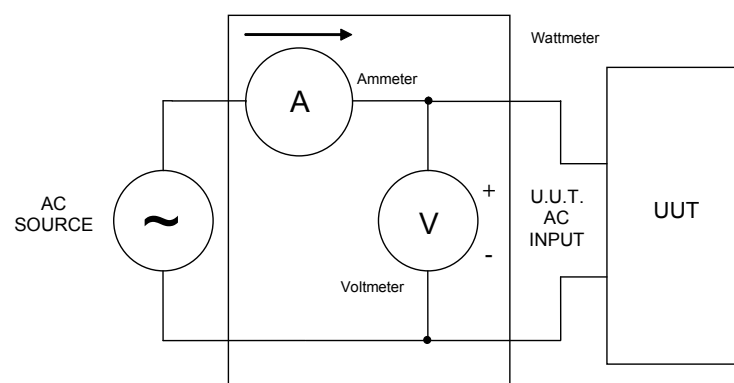 Wattmeter
Ammeter
A
AC
SOURCE
~
V
+
-
U.U.T.
AC
INPUT
UUT
Voltmeter